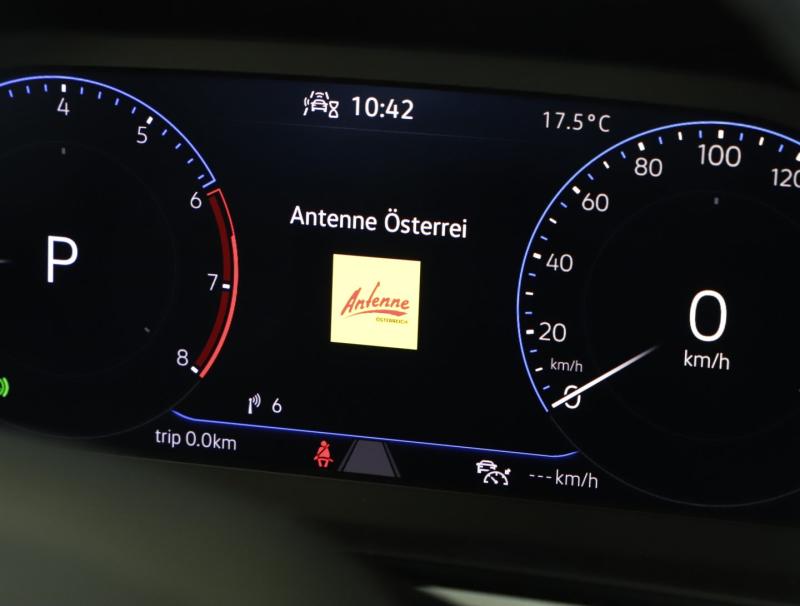 10:42
17.5°C
4
5
6
7
8
P
Antenne Österrei
Antenne
ÖSTERREICH
6
trip 0.0km
120
100
80
60
40
20
0
km/h
0
km/h
---km/h